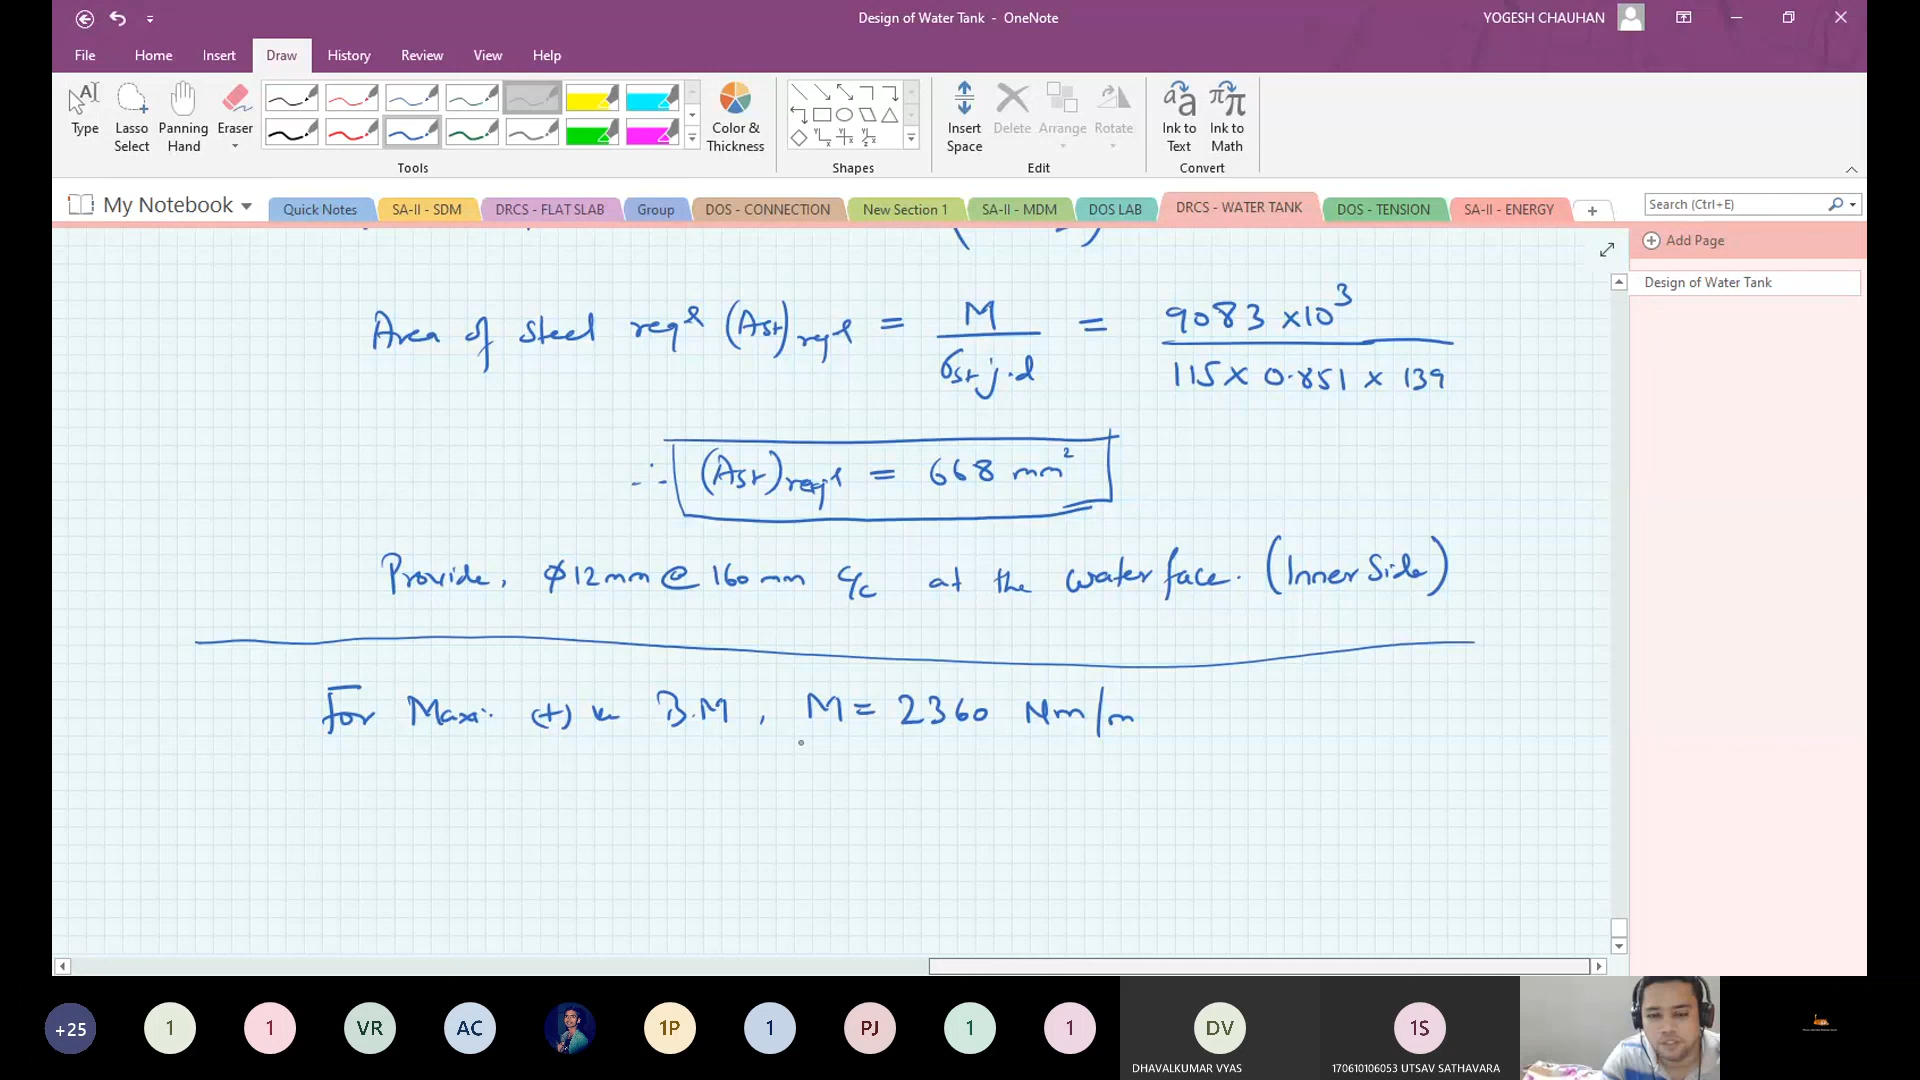 Design of Water Tank - OneNote
YOGESH CHAUHAN
File Home Insert Draw History Review View Help
Type
Lasso Select
Panning Hand
Eraser
Color & Thickness
Insert Space
Delete
Arrange
Rotate
Ink to Text
Ink to Math
Tools
Shapes
Edit
Convert
My Notebook
Quick Notes
SA-II - SDM
DRCS - FLAT SLAB
Group
DOS - CONNECTION
New Section 1
SA-II - MDM
DOS LAB
DRCS - WATER TANK
DOS - TENSION
SA-II - ENERGY
Search (Ctrl+E)
Add Page
Design of Water Tank
Area of steel reqd (Ast)reqd = M / σst j.d = 9083 x10³ / 115 x 0.851 x 139
∴ (Ast)reqd = 668 mm²
Provide, φ12mm @ 160mm c/c at the water face. (Inner Side)
For Maxi. (+) ve B.M, M = 2360 Nm/m
+25
1
1
VR
AC
1P
1
PJ
1
1
DV
DHAVALKUMAR VYAS
1S
170610106053 UTSAV SATHAVARA